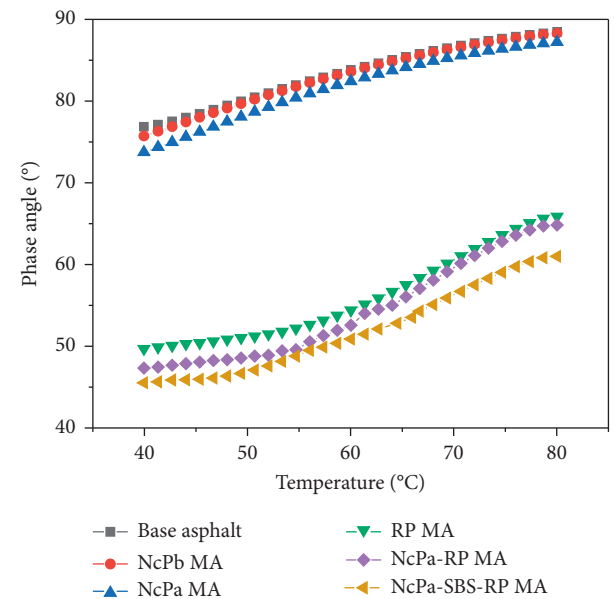 90
80
70
60
50
40
Phase angle (°)
40
50
60
70
80
Temperature (°C)
Base asphalt
NcPb MA
NcPa MA
RP MA
NcPa-RP MA
NcPa-SBS-RP MA